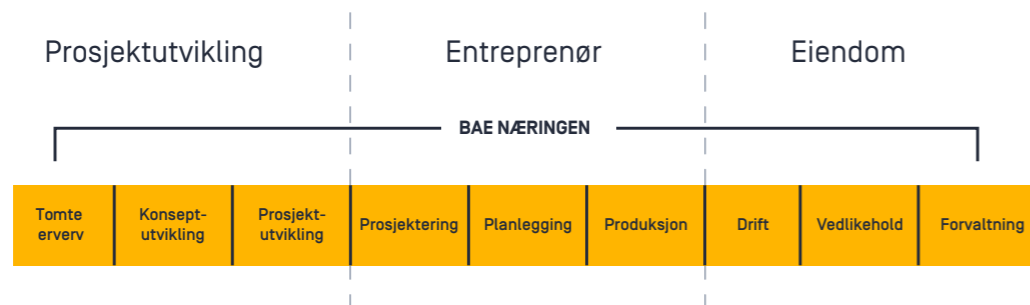 Prosjektutvikling
Entreprenør
Eiendom
BAE NÆRINGEN
Tomte
erverv
Konsept-
utvikling
Prosjekt-
utvikling
Prosjektering
Planlegging
Produksjon
Drift
Vedlikehold
Forvaltning